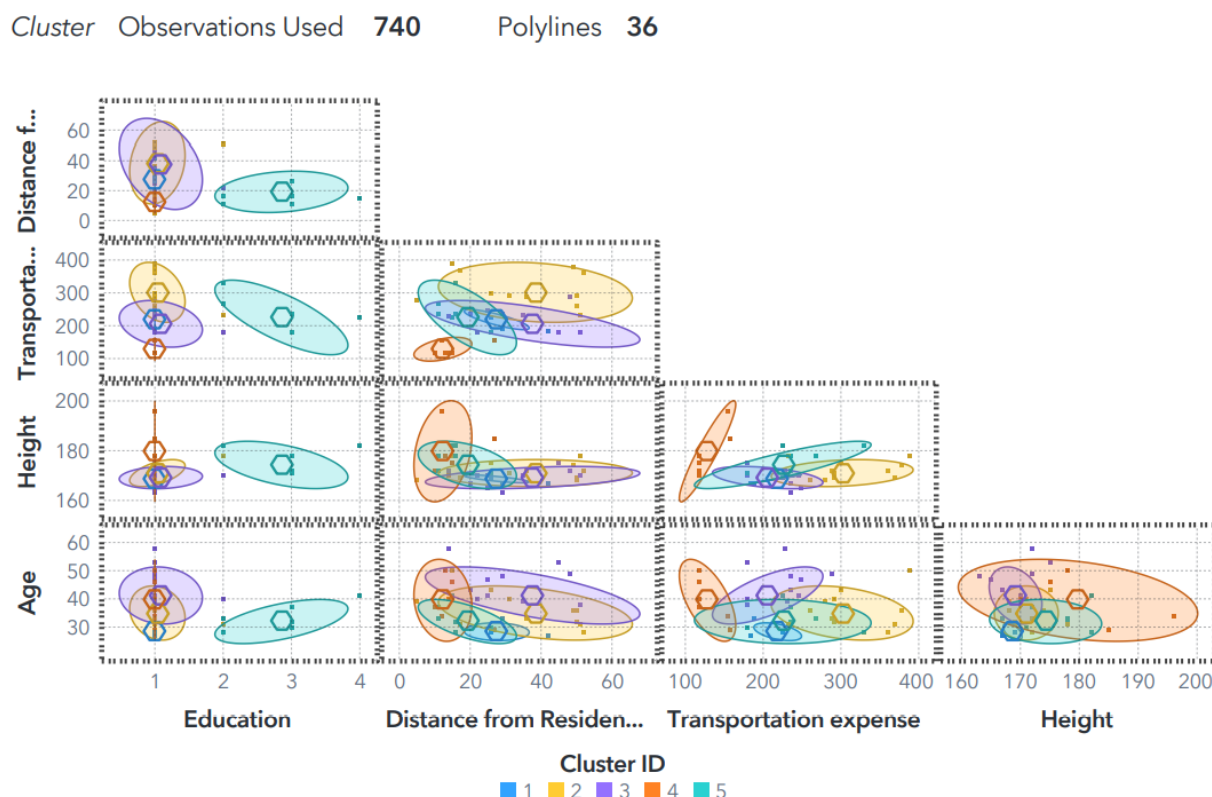 Cluster Observations Used 740 Polylines 36
Distance f...
60
40
20
0
Transporta...
400
300
200
100
Height
200
180
160
Age
60
50
40
30
1 2 3 4 0 20 40 60 100 200 300 400 160 170 180 190 200
Education Distance from Residen... Transportation expense Height
Cluster ID
1 2 3 4 5